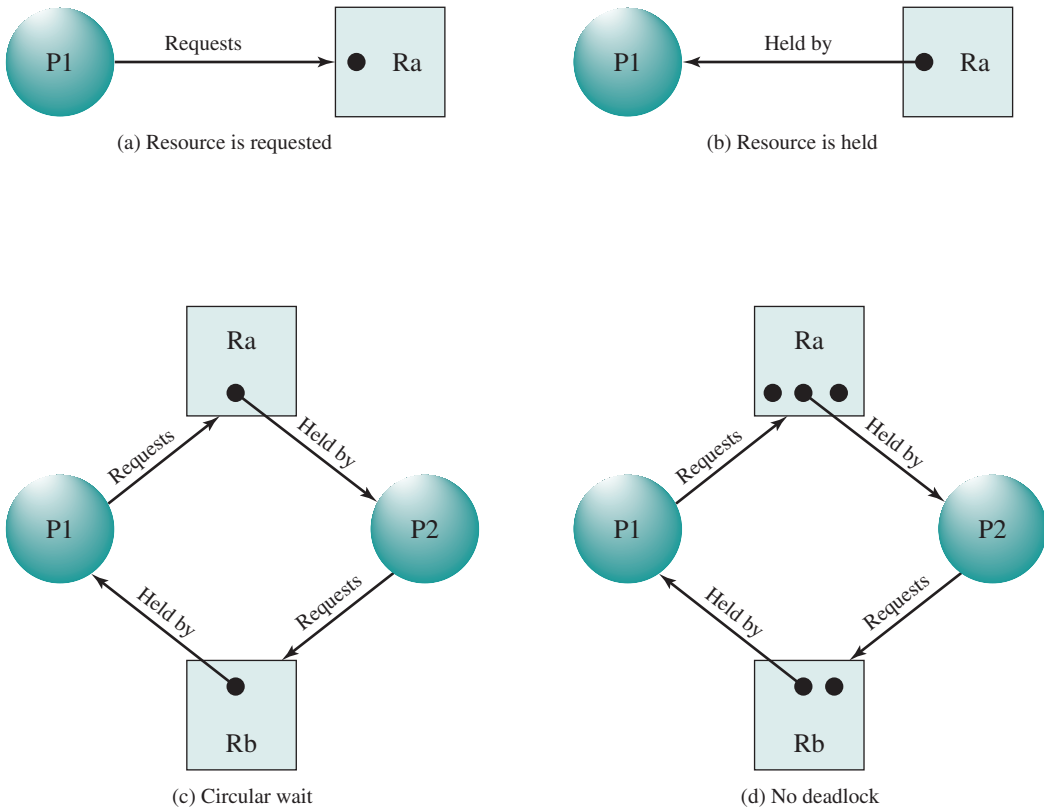 P1
Requests
Ra
(a) Resource is requested
P1
Held by
Ra
(b) Resource is held
Ra
Requests
Held by
P1
P2
Held by
Requests
Rb
(c) Circular wait
Ra
Requests
Held by
P1
P2
Held by
Requests
Rb
(d) No deadlock